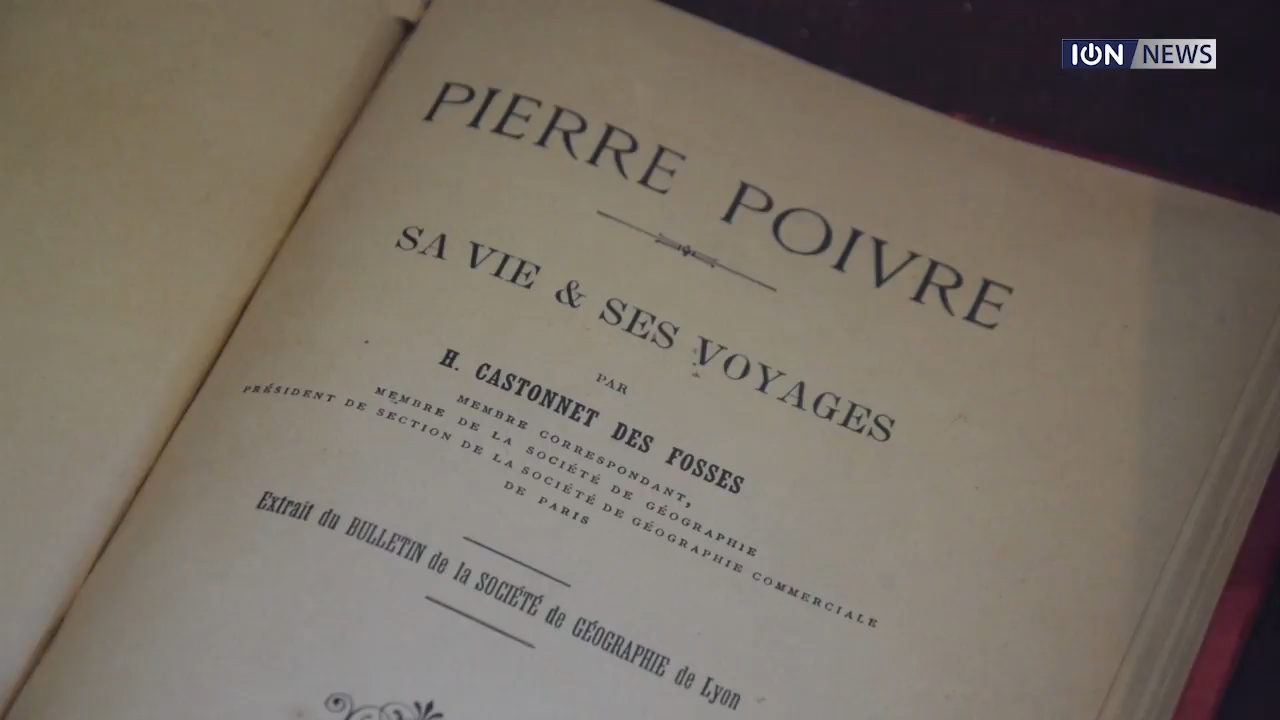 ION NEWS
PIERRE POIVRE
SA VIE & SES VOYAGES
PAR
H. CASTONNET DES FOSSES
MEMBRE CORRESPONDANT,
MEMBRE DE LA SOCIÉTÉ DE GÉOGRAPHIE
PRÉSIDENT DE SECTION DE LA SOCIÉTÉ DE GÉOGRAPHIE COMMERCIALE
DE PARIS
Extrait du BULLETIN de la SOCIÉTÉ de GÉOGRAPHIE de Lyon